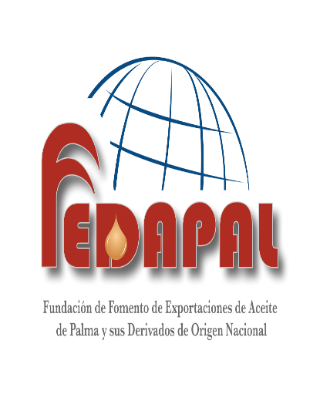 FEDAPAL
Fundación de Fomento de Exportaciones de Aceite
de Palma y sus Derivados de Origen Nacional